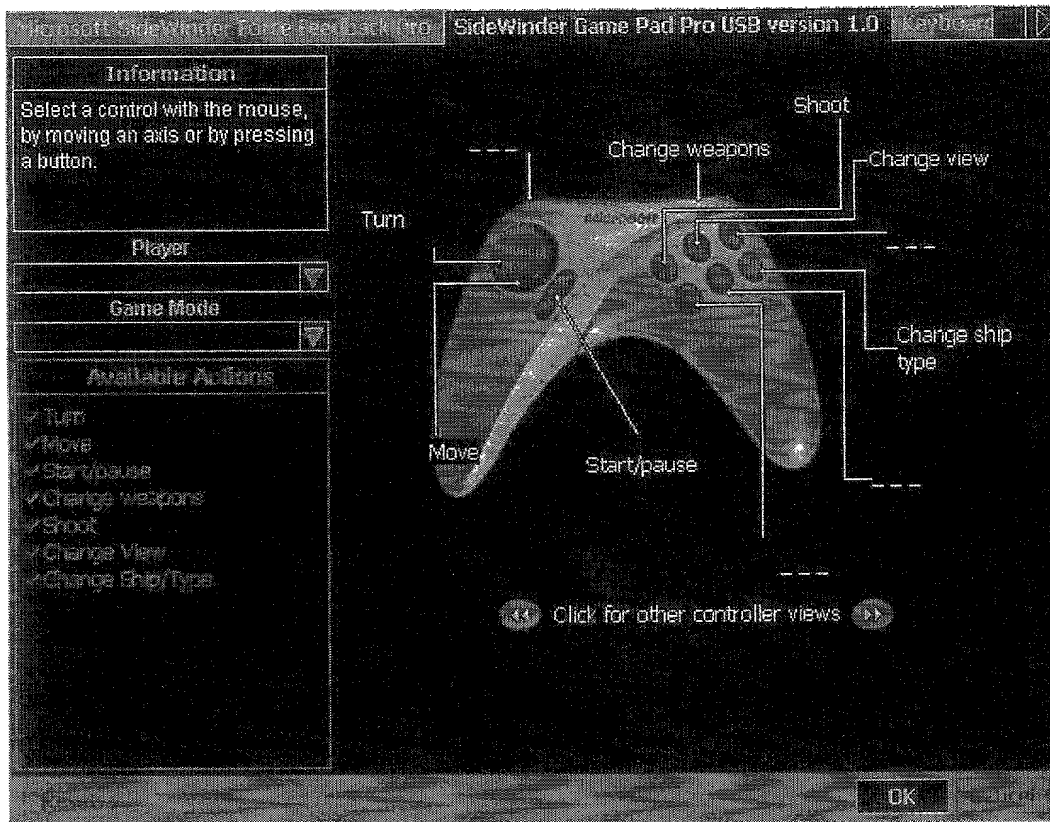 Microsoft SideWinder Force Feedback Pro
SideWinder Game Pad Pro USB version 1.0
Keyboard
Information
Select a control with the mouse,
by moving an axis or by pressing
a button.
Player
Game Mode
Available Actions
Turn
Move
Start/pause
Change weapons
Shoot
Change View
Change Ship/Type
Shoot
Change weapons
Change view
- - -
Turn
- - -
Change ship
type
Move
Start/pause
- - -
- - -
Click for other controller views
OK